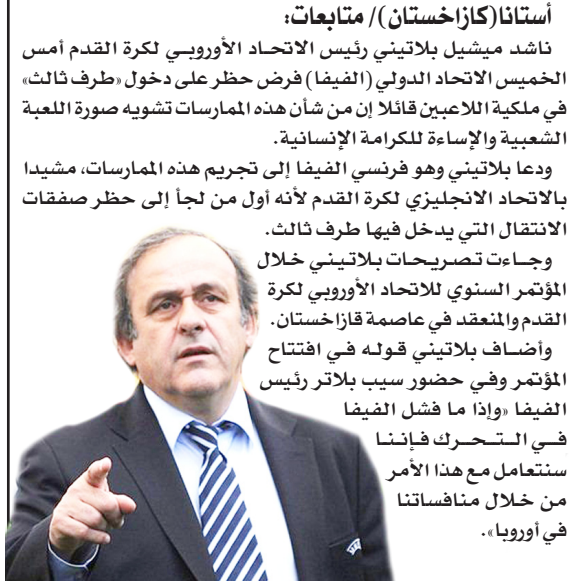 أستانا(كازاخستان)/ متابعات:
ناشد ميشيل بلاتيني رئيس الاتحاد الأوروبي لكرة القدم أمس
الخميس الاتحاد الدولي (الفيفا) فرض حظر على دخول «طرف ثالث»
في ملكية اللاعبين قائلا إن من شأن هذه الممارسات تشويه صورة اللعبة
الشعبية والإساءة للكرامة الإنسانية.
ودعا بلاتيني وهو فرنسي الفيفا إلى تجريم هذه الممارسات، مشيدا
بالاتحاد الانجليزي لكرة القدم لأنه أول من لجأ إلى حظر صفقات
الانتقال التي يدخل فيها طرف ثالث.
وجاءت تصريحات بلاتيني خلال
المؤتمر السنوي للاتحاد الأوروبي لكرة
القدم والمنعقد في عاصمة قازاخستان.
وأضاف بلاتيني قوله في افتتاح
المؤتمر وفي حضور سيب بلاتر رئيس
الفيفا «وإذا ما فشل الفيفا
في التحرك فإننا
سنتعامل مع هذا الأمر
من خلال منافساتنا
في أوروبا».